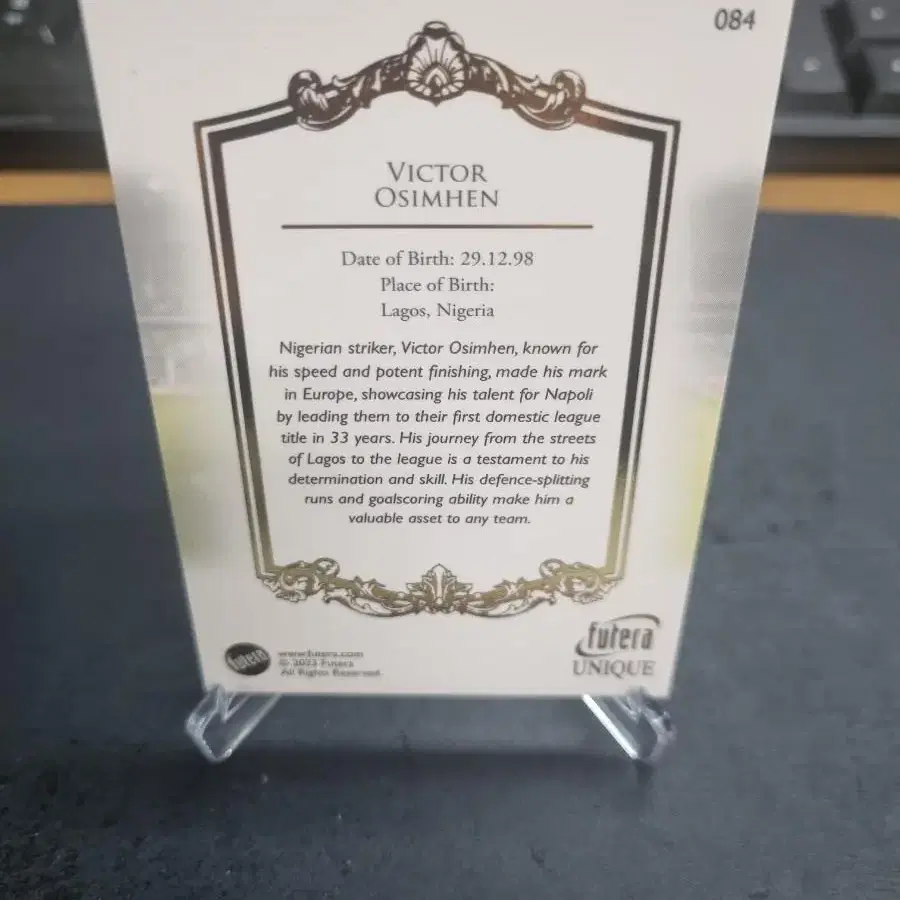 084
VICTOR
OSIMHEN
Date of Birth: 29.12.98
Place of Birth:
Lagos, Nigeria
Nigerian striker, Victor Osimhen, known for
his speed and potent finishing, made his mark
in Europe, showcasing his talent for Napoli
by leading them to their first domestic league
title in 33 years. His journey from the streets
of Lagos to the league is a testament to his
determination and skill. His defence-splitting
runs and goalscoring ability make him a
valuable asset to any team.
futera
UNIQUE
futera
www.futera.com
© 2023 Futera
All Rights Reserved.